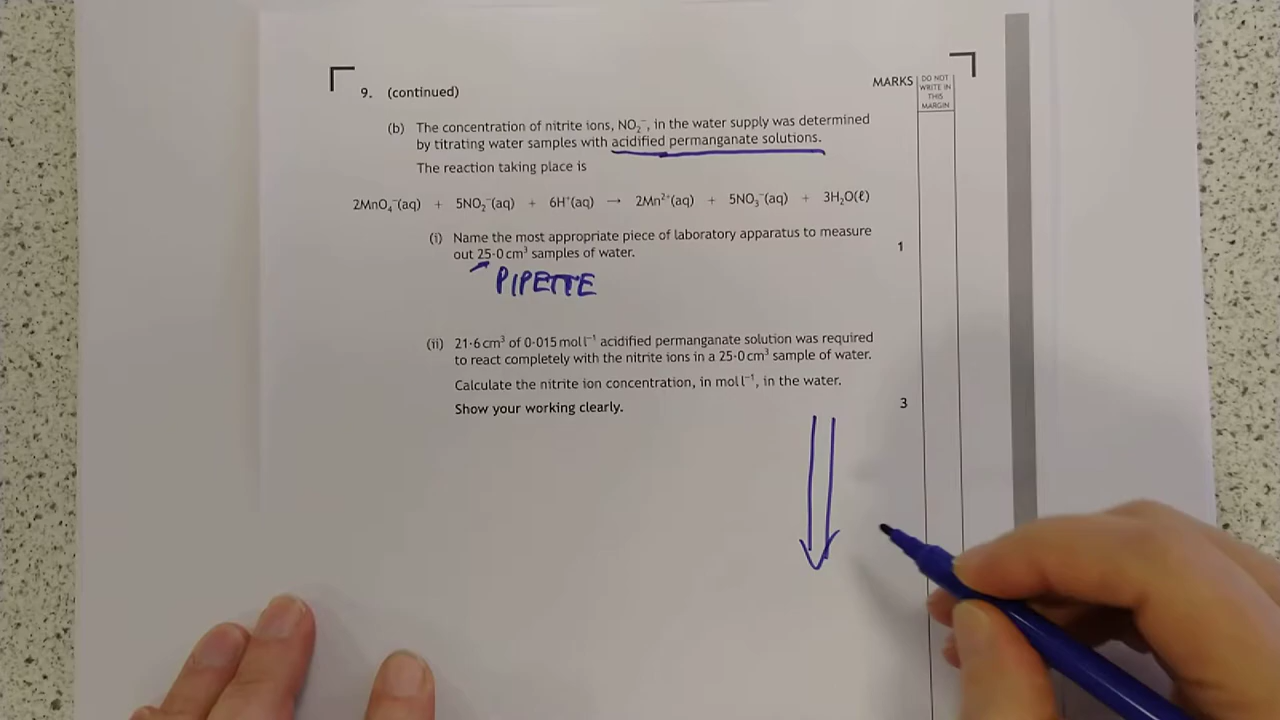 9. (continued)
MARKS
DO NOT
WRITE IN
THIS
MARGIN
(b) The concentration of nitrite ions, NO₂⁻, in the water supply was determined
by titrating water samples with acidified permanganate solutions.
The reaction taking place is
2MnO₄⁻(aq) + 5NO₂⁻(aq) + 6H⁺(aq) → 2Mn²⁺(aq) + 5NO₃⁻(aq) + 3H₂O(ℓ)
(i) Name the most appropriate piece of laboratory apparatus to measure
out 25·0 cm³ samples of water.
1
PIPETTE
(ii) 21·6 cm³ of 0·015 mol l⁻¹ acidified permanganate solution was required
to react completely with the nitrite ions in a 25·0 cm³ sample of water.
Calculate the nitrite ion concentration, in mol l⁻¹, in the water.
Show your working clearly.
3